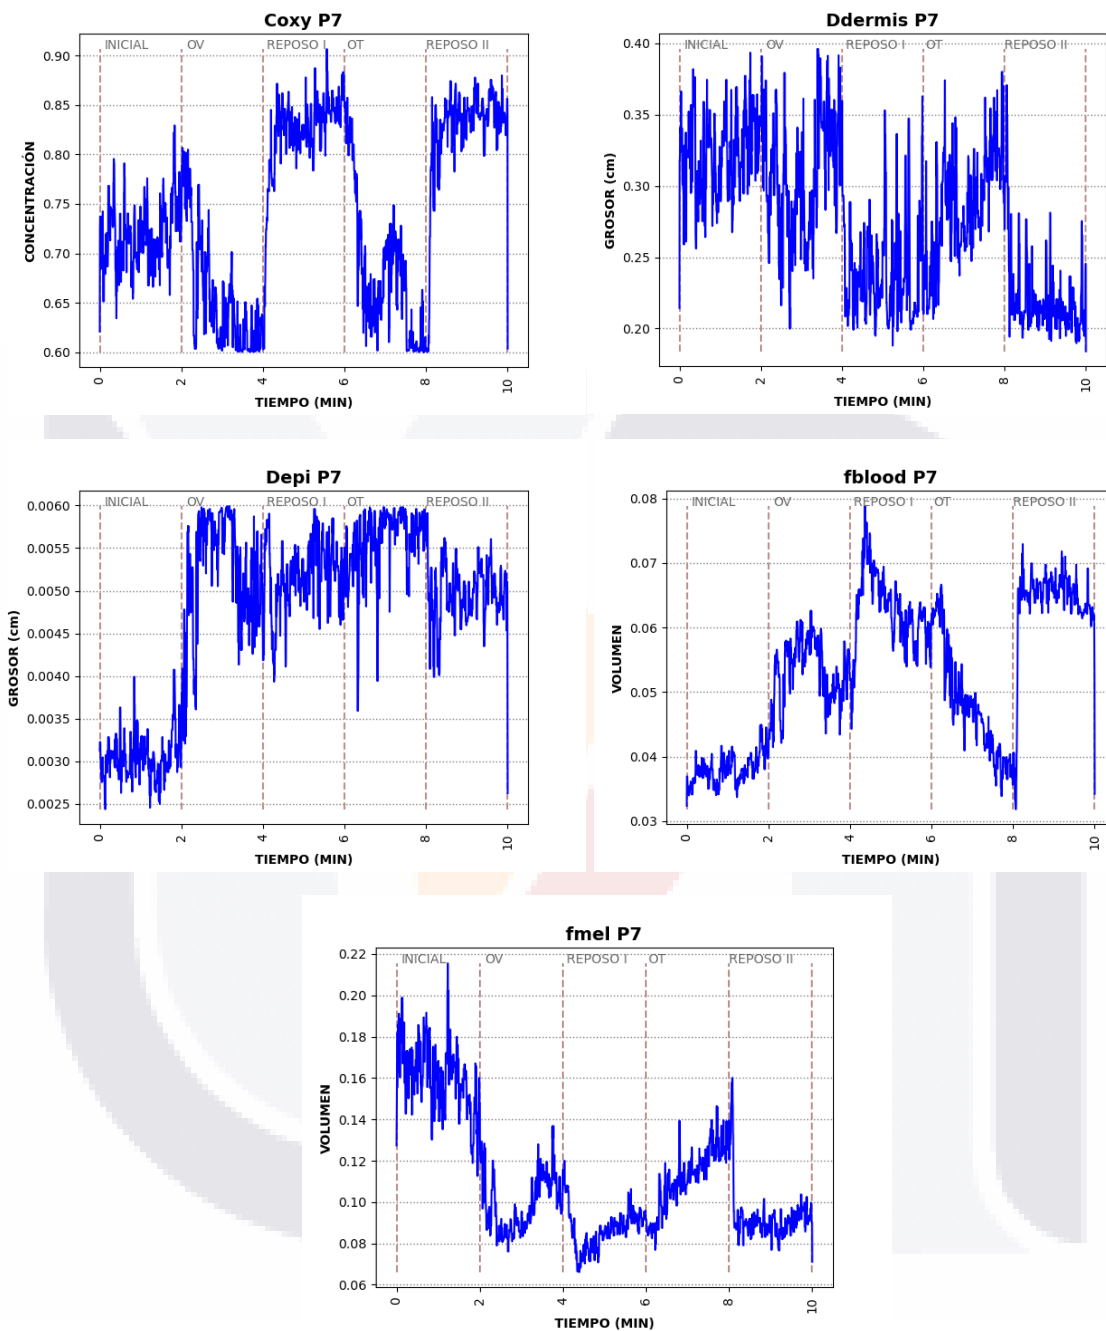 Coxy P7
INICIAL OV REPOSO I OT REPOSO II
0.90
0.85
0.80
0.75
0.70
0.65
0.60
CONCENTRACIÓN
0 2 4 6 8 10
TIEMPO (MIN)
Ddermis P7
INICIAL OV REPOSO I OT REPOSO II
0.40
0.35
0.30
0.25
0.20
GROSOR (cm)
0 2 4 6 8 10
TIEMPO (MIN)
Depi P7
INICIAL OV REPOSO I OT REPOSO II
0.0060
0.0055
0.0050
0.0045
0.0040
0.0035
0.0030
0.0025
GROSOR (cm)
0 2 4 6 8 10
TIEMPO (MIN)
fblood P7
INICIAL OV REPOSO I OT REPOSO II
0.08
0.07
0.06
0.05
0.04
0.03
VOLUMEN
0 2 4 6 8 10
TIEMPO (MIN)
fmel P7
INICIAL OV REPOSO I OT REPOSO II
0.22
0.20
0.18
0.16
0.14
0.12
0.10
0.08
0.06
VOLUMEN
0 2 4 6 8 10
TIEMPO (MIN)